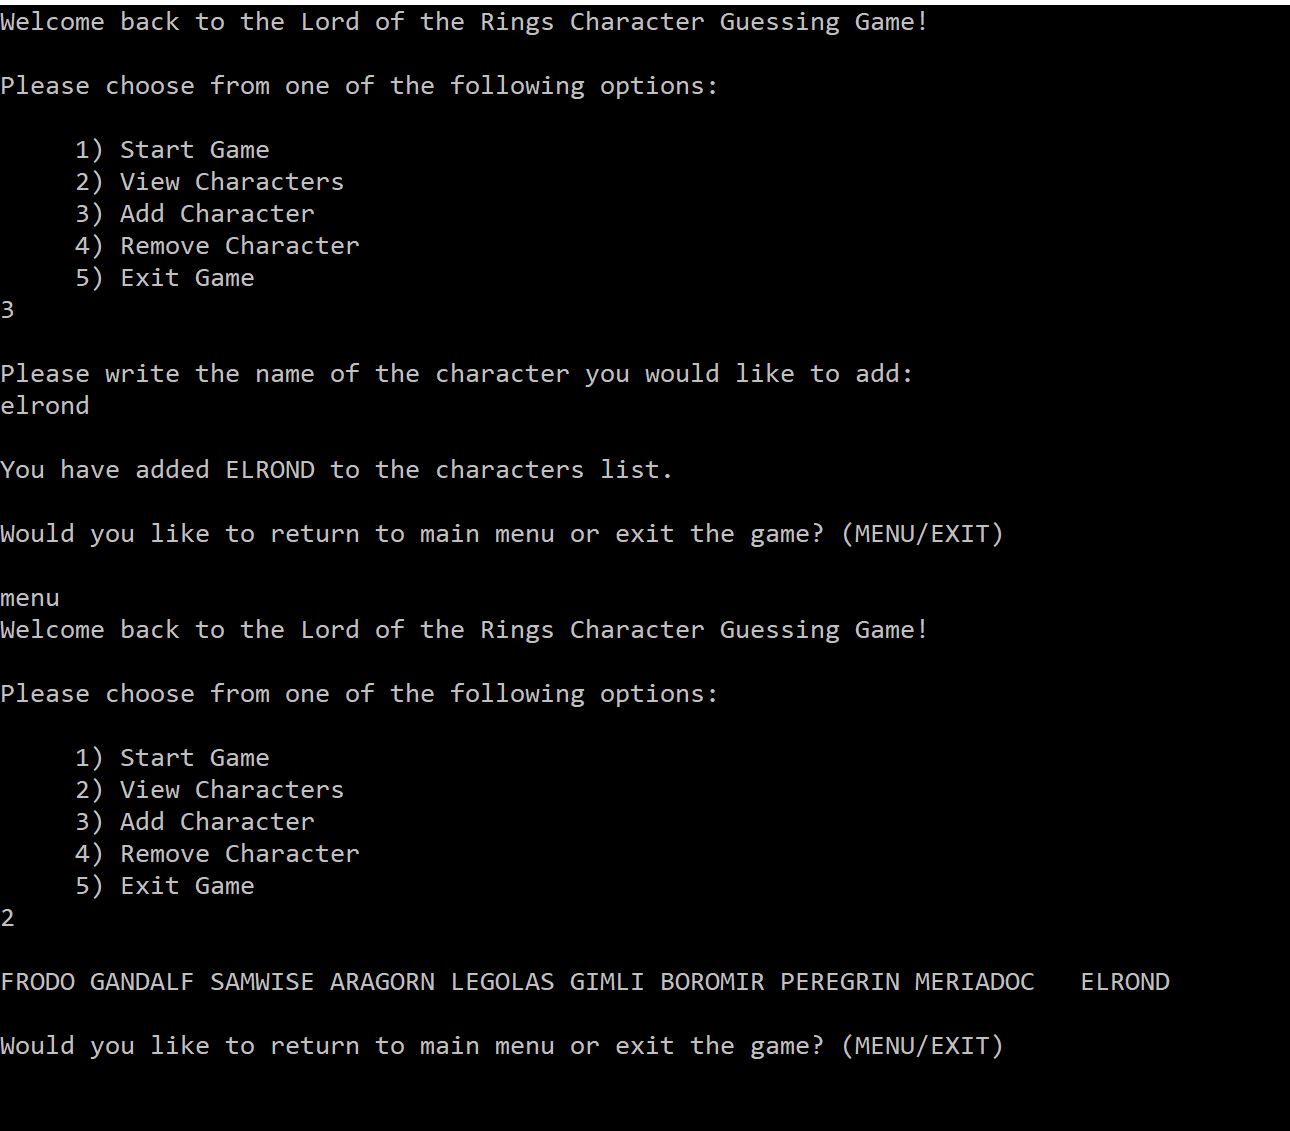 Welcome back to the Lord of the Rings Character Guessing Game!
Please choose from one of the following options:
1) Start Game
2) View Characters
3) Add Character
4) Remove Character
5) Exit Game
3
Please write the name of the character you would like to add:
elrond
You have added ELROND to the characters list.
Would you like to return to main menu or exit the game? (MENU/EXIT)
menu
Welcome back to the Lord of the Rings Character Guessing Game!
Please choose from one of the following options:
1) Start Game
2) View Characters
3) Add Character
4) Remove Character
5) Exit Game
2
FRODO GANDALF SAMWISE ARAGORN LEGOLAS GIMLI BOROMIR PEREGRIN MERIADOC   ELROND
Would you like to return to main menu or exit the game? (MENU/EXIT)